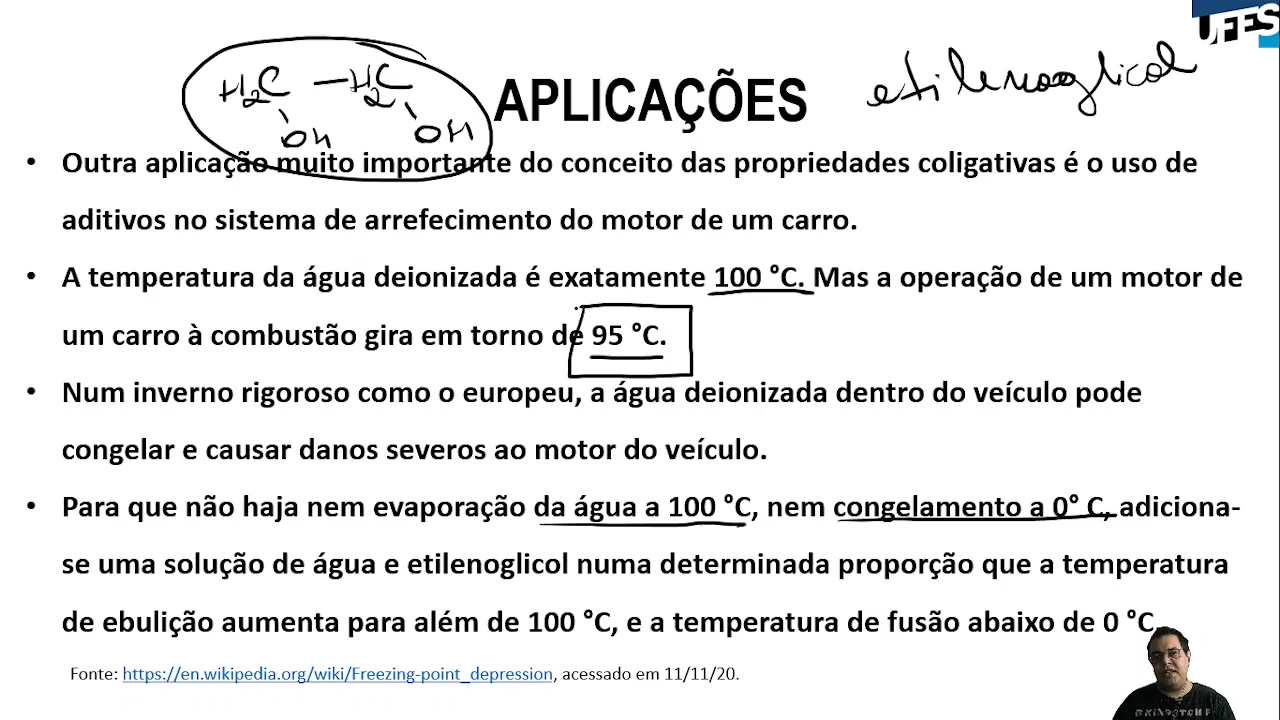 UFES
H2C — H2C
OH OH
APLICAÇÕES
etilenoglicol
• Outra aplicação muito importante do conceito das propriedades coligativas é o uso de
aditivos no sistema de arrefecimento do motor de um carro.
• A temperatura da água deionizada é exatamente 100 °C. Mas a operação de um motor de
um carro à combustão gira em torno de 95 °C.
• Num inverno rigoroso como o europeu, a água deionizada dentro do veículo pode
congelar e causar danos severos ao motor do veículo.
• Para que não haja nem evaporação da água a 100 °C, nem congelamento a 0° C, adiciona-
se uma solução de água e etilenoglicol numa determinada proporção que a temperatura
de ebulição aumenta para além de 100 °C, e a temperatura de fusão abaixo de 0 °C.
Fonte: https://en.wikipedia.org/wiki/Freezing-point_depression, acessado em 11/11/20.